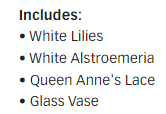 Includes:
• White Lilies
• White Alstroemeria
• Queen Anne's Lace
• Glass Vase